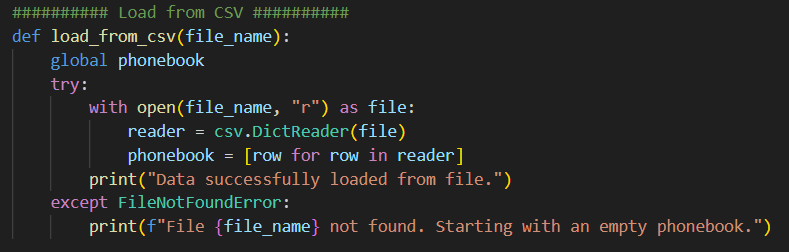 ########## Load from CSV ##########
def load_from_csv(file_name):
    global phonebook
    try:
        with open(file_name, "r") as file:
            reader = csv.DictReader(file)
            phonebook = [row for row in reader]
        print("Data successfully loaded from file.")
    except FileNotFoundError:
        print(f"File {file_name} not found. Starting with an empty phonebook.")